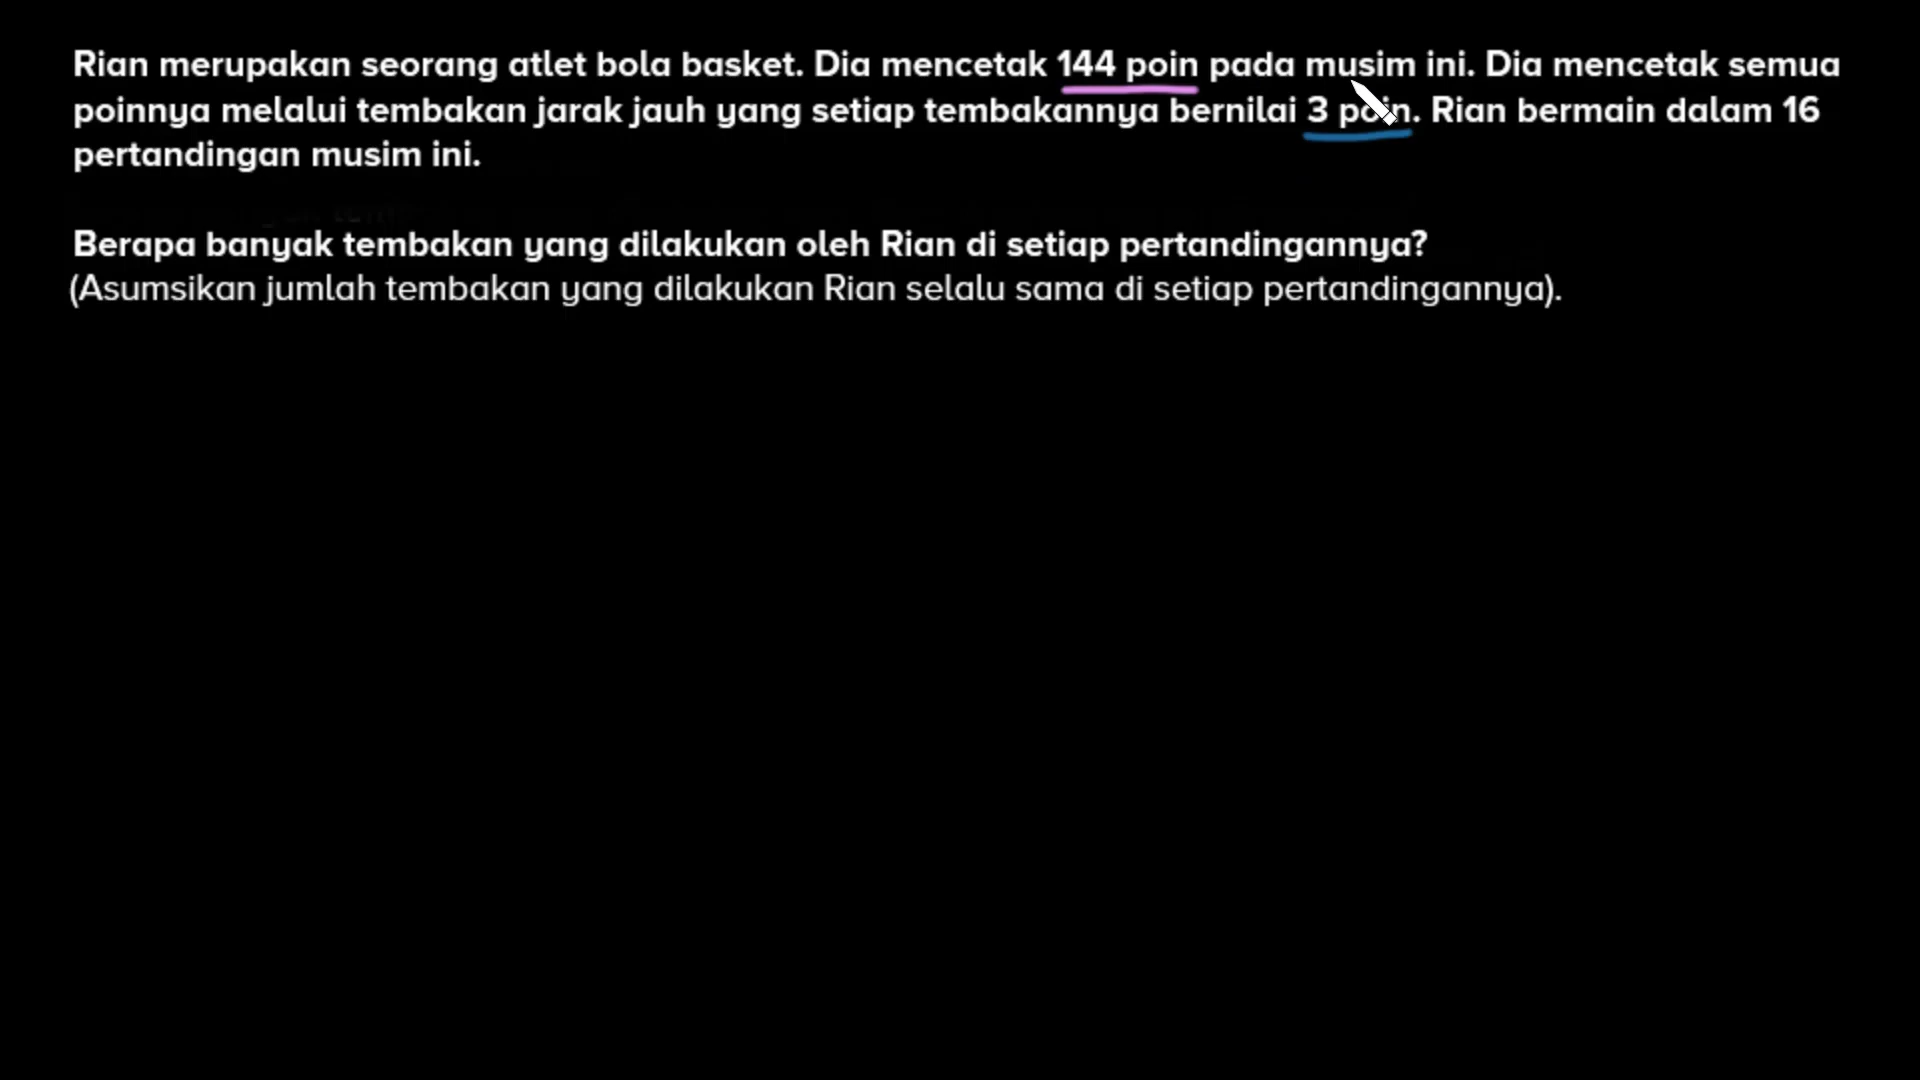 Rian merupakan seorang atlet bola basket. Dia mencetak 144 poin pada musim ini. Dia mencetak semua
poinnya melalui tembakan jarak jauh yang setiap tembakannya bernilai 3 poin. Rian bermain dalam 16
pertandingan musim ini.
Berapa banyak tembakan yang dilakukan oleh Rian di setiap pertandingannya?
(Asumsikan jumlah tembakan yang dilakukan Rian selalu sama di setiap pertandingannya).